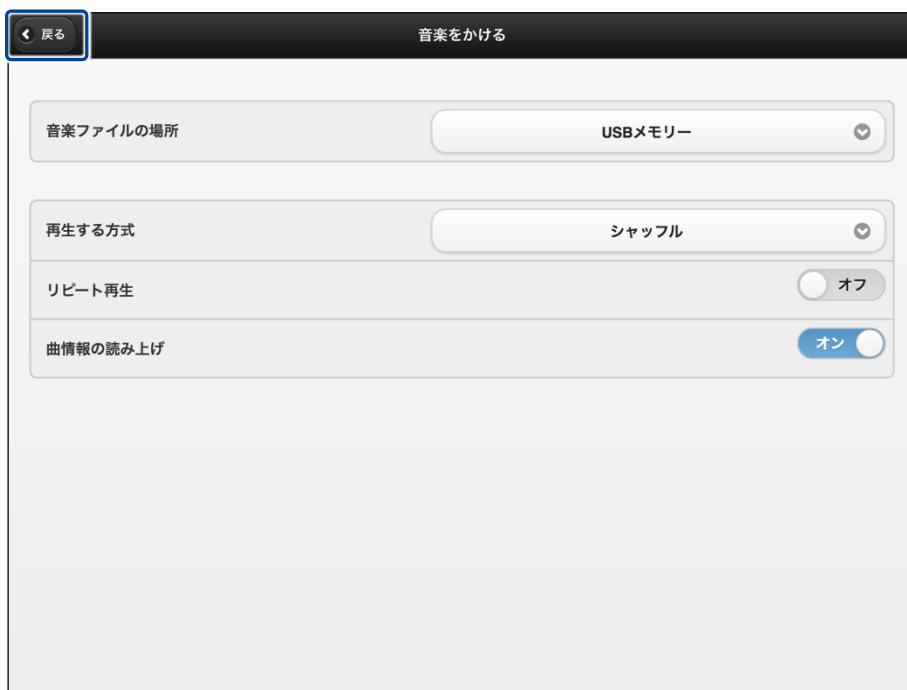 戻る
音楽をかける
音楽ファイルの場所
USBメモリー
再生する方式
シャッフル
リピート再生
オフ
曲情報の読み上げ
オン